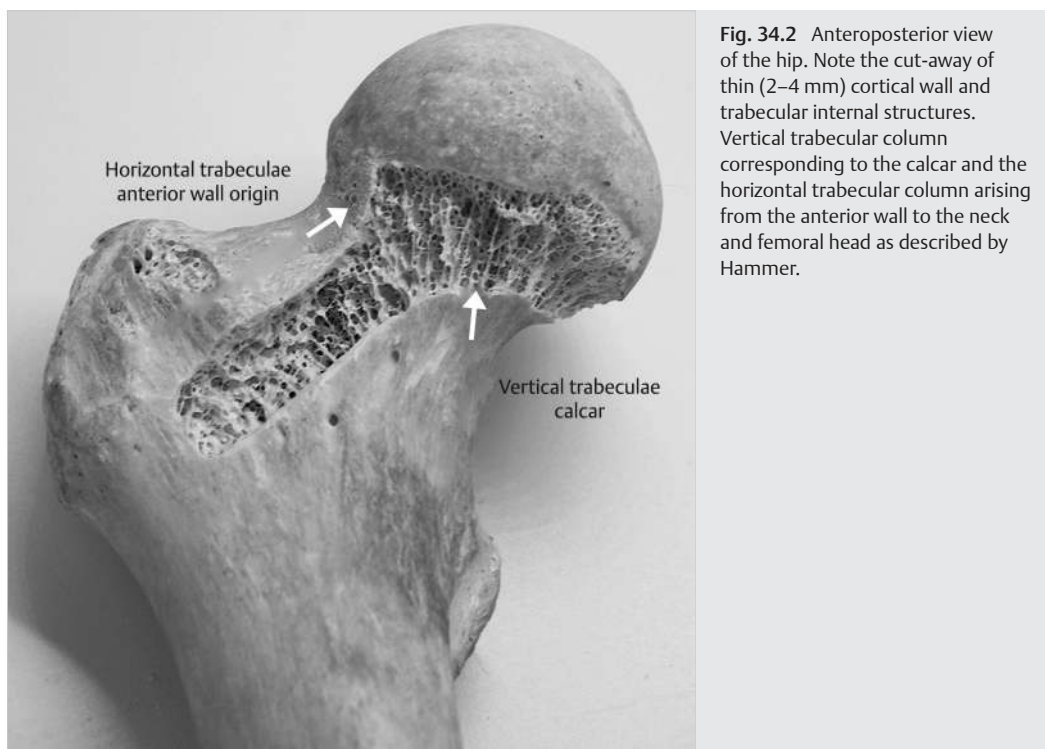 Horizontal trabeculae
anterior wall origin
Vertical trabeculae
calcar
Fig. 34.2 Anteroposterior view
of the hip. Note the cut-away of
thin (2–4 mm) cortical wall and
trabecular internal structures.
Vertical trabecular column
corresponding to the calcar and the
horizontal trabecular column arising
from the anterior wall to the neck
and femoral head as described by
Hammer.